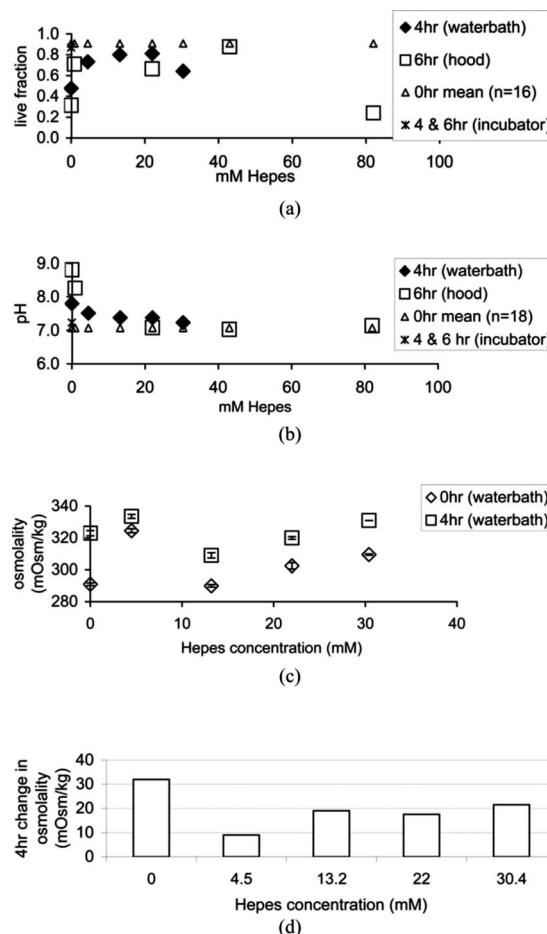 1.0
0.8
0.6
0.4
0.2
0.0
live fraction
0 20 40 60 80 100
mM Hepes
4hr (waterbath)
6hr (hood)
0hr mean (n=16)
4 & 6hr (incubator)
(a)
9.0
8.0
7.0
6.0
pH
0 20 40 60 80 100
mM Hepes
4hr (waterbath)
6hr (hood)
0hr mean (n=18)
4 & 6 hr (incubator)
(b)
340
320
300
280
osmolality
(mOsm/kg)
0 10 20 30 40
Hepes concentration (mM)
0hr (waterbath)
4hr (waterbath)
(c)
40
30
20
10
0
4hr change in
osmolality
(mOsm/kg)
0 4.5 13.2 22 30.4
Hepes concentration (mM)
(d)